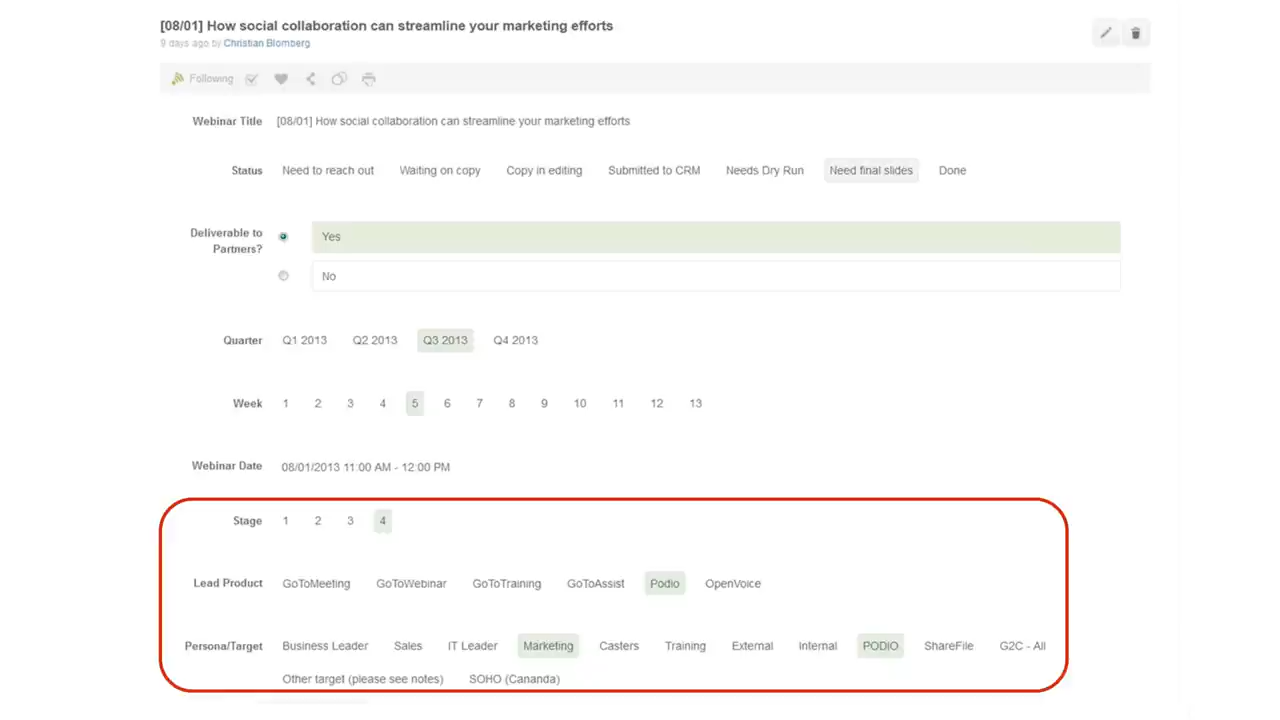 [08/01] How social collaboration can streamline your marketing efforts
9 days ago by Christian Blomberg
Following
Webinar Title [08/01] How social collaboration can streamline your marketing efforts
Status Need to reach out Waiting on copy Copy in editing Submitted to CRM Needs Dry Run Need final slides Done
Deliverable to Partners? Yes
No
Quarter Q1 2013 Q2 2013 Q3 2013 Q4 2013
Week 1 2 3 4 5 6 7 8 9 10 11 12 13
Webinar Date 08/01/2013 11:00 AM - 12:00 PM
Stage 1 2 3 4
Lead Product GoToMeeting GoToWebinar GoToTraining GoToAssist Podio OpenVoice
Persona/Target Business Leader Sales IT Leader Marketing Casters Training External Internal PODIO ShareFile G2C - All
Other target (please see notes) SOHO (Cananda)